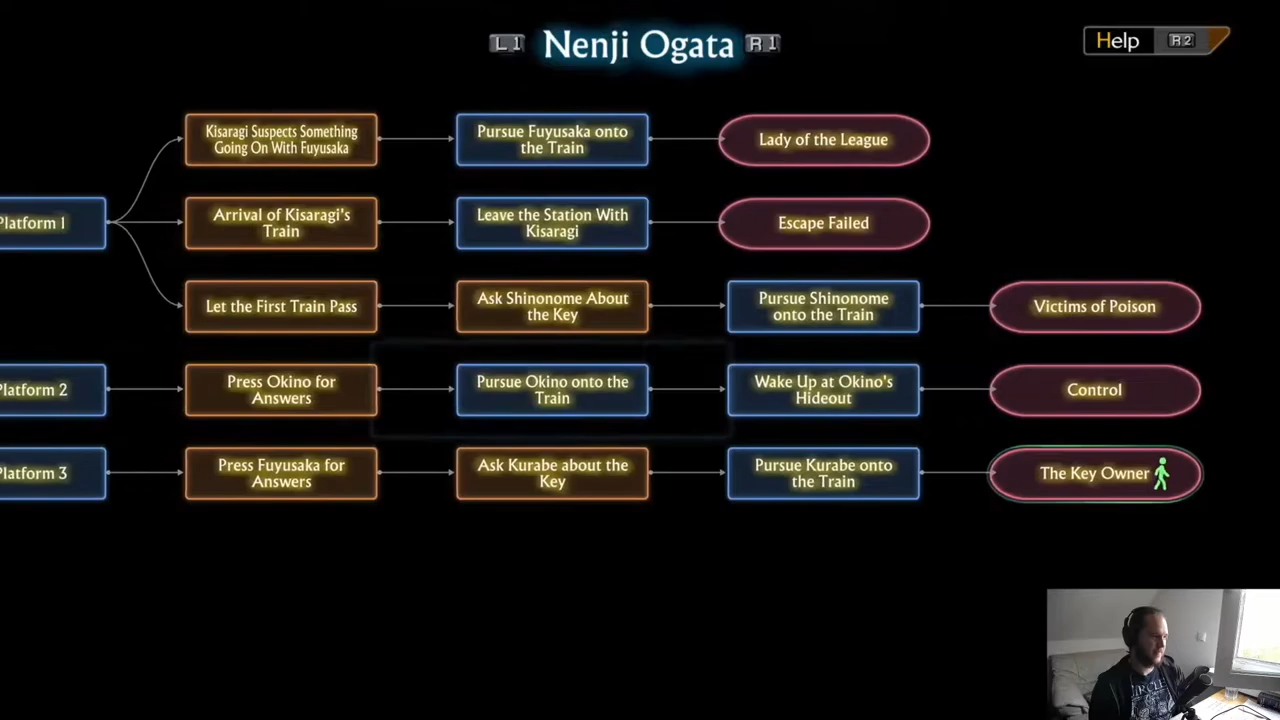 L1 Nenji Ogata R1
Help R2
Kisaragi Suspects Something
Going On With Fuyusaka
Pursue Fuyusaka onto
the Train
Lady of the League
Platform 1
Arrival of Kisaragi's
Train
Leave the Station With
Kisaragi
Escape Failed
Let the First Train Pass
Ask Shinonome About
the Key
Pursue Shinonome
onto the Train
Victims of Poison
Platform 2
Press Okino for
Answers
Pursue Okino onto the
Train
Wake Up at Okino's
Hideout
Control
Platform 3
Press Fuyusaka for
Answers
Ask Kurabe about the
Key
Pursue Kurabe onto
the Train
The Key Owner
CIRCLE